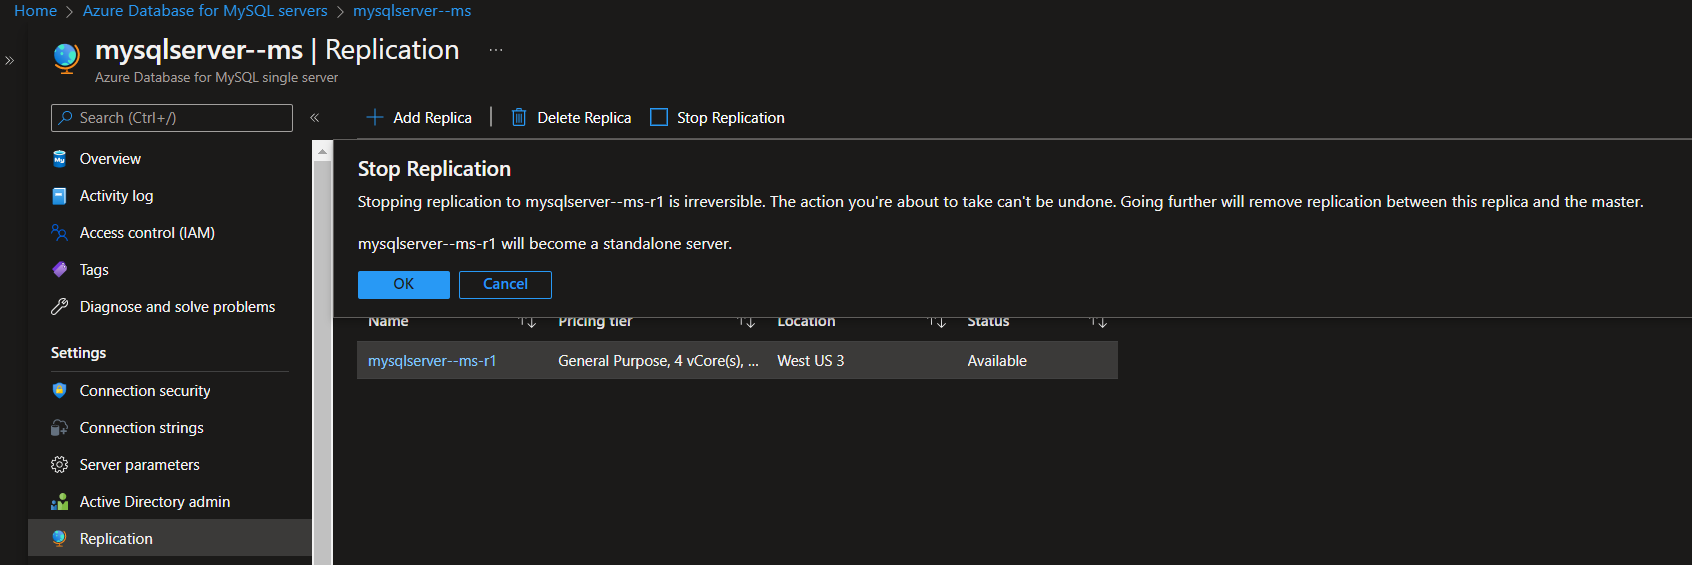 Home > Azure Database for MySQL servers > mysqlserver--ms
»
mysqlserver--ms | Replication ...
Azure Database for MySQL single server
Search (Ctrl+/) «
Overview
Activity log
Access control (IAM)
Tags
Diagnose and solve problems
Settings
Connection security
Connection strings
Server parameters
Active Directory admin
Replication
+ Add Replica | Delete Replica Stop Replication
Stop Replication
Stopping replication to mysqlserver--ms-r1 is irreversible. The action you're about to take can't be undone. Going further will remove replication between this replica and the master.
mysqlserver--ms-r1 will become a standalone server.
OK Cancel
Name ↑↓ Pricing tier ↑↓ Location ↑↓ Status ↑↓
mysqlserver--ms-r1 General Purpose, 4 vCore(s), ... West US 3 Available